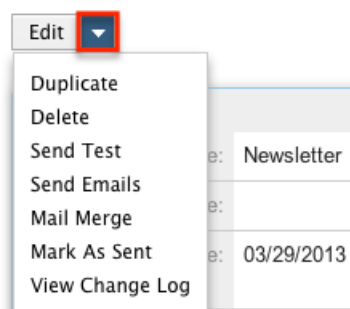 Edit
Duplicate
Delete
Send Test
e: Newsletter
Send Emails
e:
Mail Merge
Mark As Sent
e: 03/29/2013
View Change Log